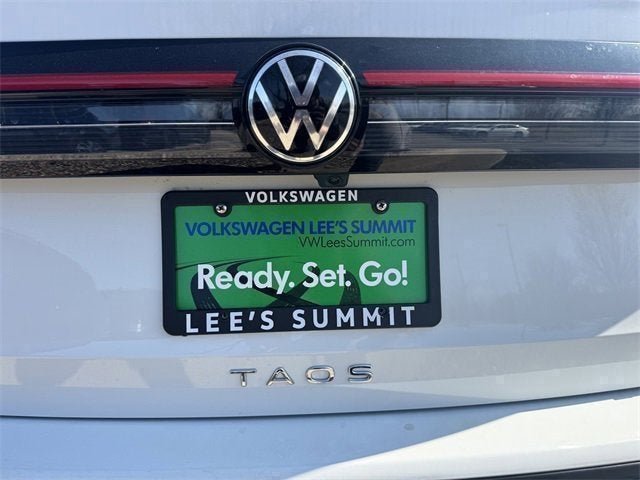 VOLKSWAGEN
VOLKSWAGEN LEE'S SUMMIT
VWLeesSummit.com
Ready. Set. Go!
LEE'S SUMMIT
TAOS